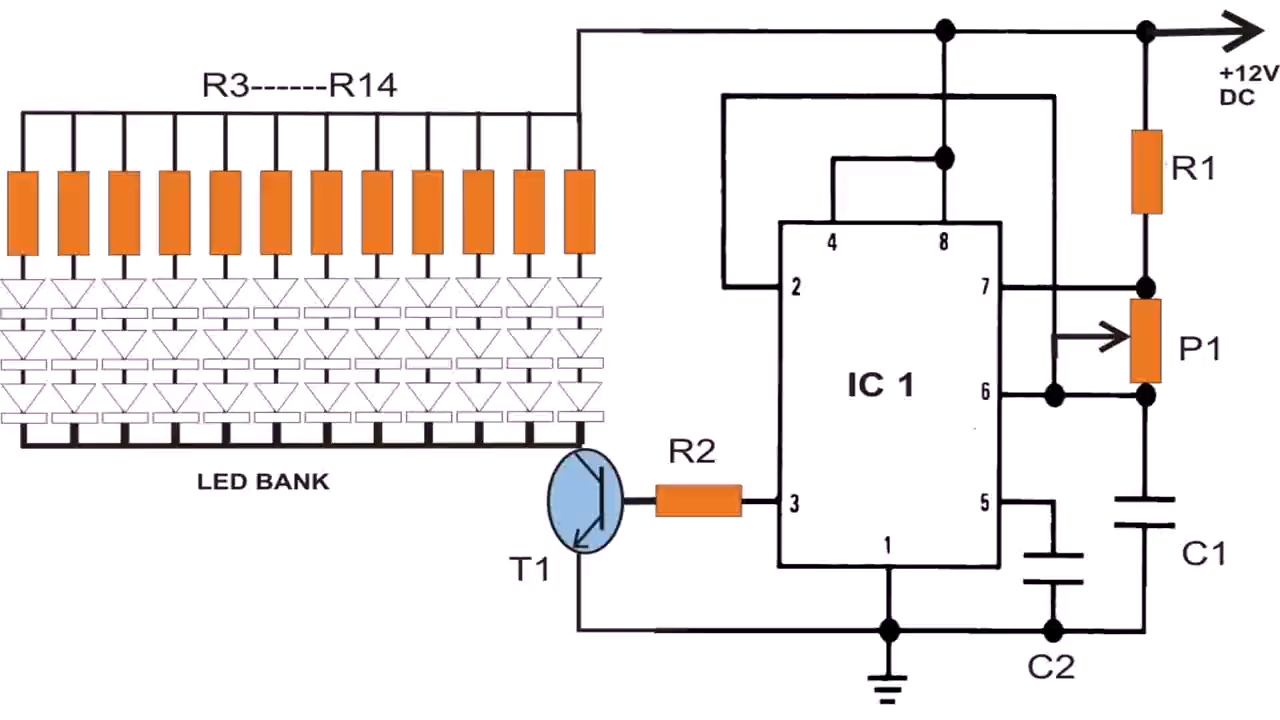 R3------R14
+12V
DC
R1
4
8
2
7
P1
IC 1
6
R2
3
5
LED BANK
1
T1
C1
C2